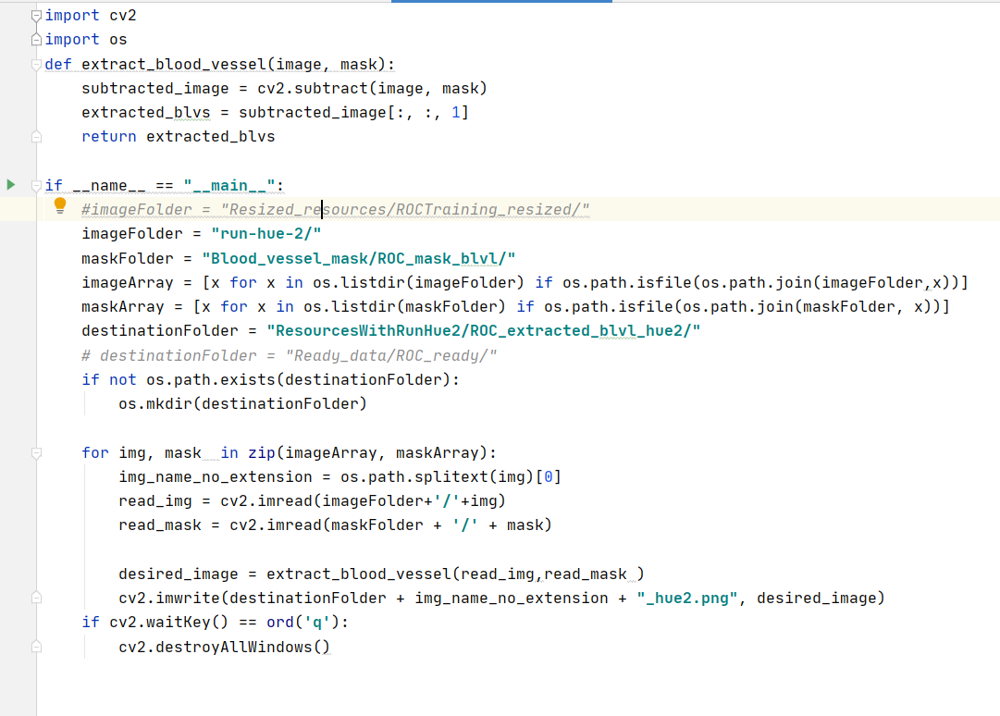 import cv2
import os
def extract_blood_vessel(image, mask):
    subtracted_image = cv2.subtract(image, mask)
    extracted_blvs = subtracted_image[:, :, 1]
    return extracted_blvs

if __name__ == "__main__":
    #imageFolder = "Resized_resources/ROCTraining_resized/"
    imageFolder = "run-hue-2/"
    maskFolder = "Blood_vessel_mask/ROC_mask_blvl/"
    imageArray = [x for x in os.listdir(imageFolder) if os.path.isfile(os.path.join(imageFolder,x))]
    maskArray = [x for x in os.listdir(maskFolder) if os.path.isfile(os.path.join(maskFolder, x))]
    destinationFolder = "ResourcesWithRunHue2/ROC_extracted_blvl_hue2/"
    # destinationFolder = "Ready_data/ROC_ready/"
    if not os.path.exists(destinationFolder):
        os.mkdir(destinationFolder)

    for img, mask  in zip(imageArray, maskArray):
        img_name_no_extension = os.path.splitext(img)[0]
        read_img = cv2.imread(imageFolder+'/'+img)
        read_mask = cv2.imread(maskFolder + '/' + mask)

        desired_image = extract_blood_vessel(read_img,read_mask )
        cv2.imwrite(destinationFolder + img_name_no_extension + "_hue2.png", desired_image)
    if cv2.waitKey() == ord('q'):
        cv2.destroyAllWindows()